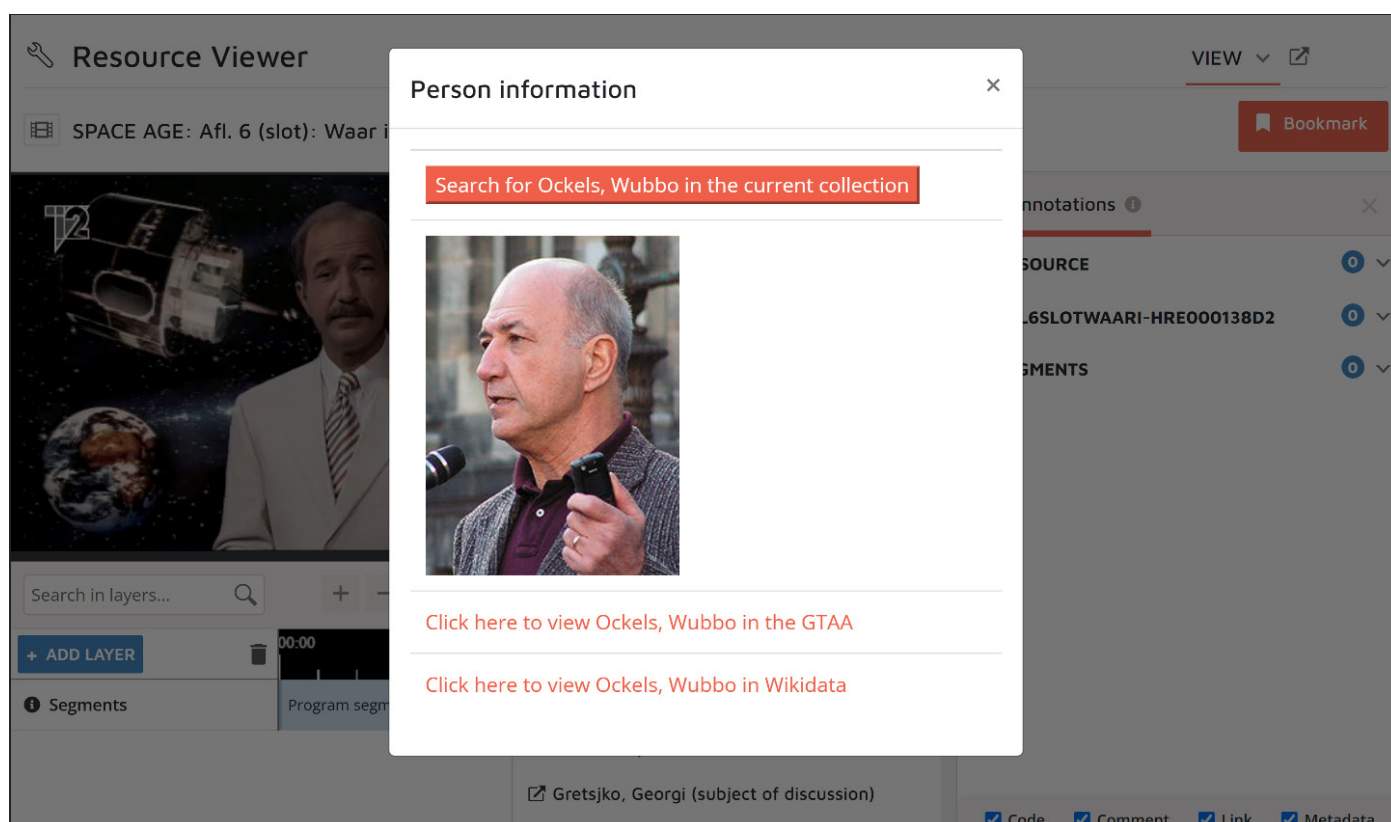 Resource Viewer
VIEW
Person information
×
SPACE AGE: Afl. 6 (slot): Waar i
Bookmark
Search for Ockels, Wubbo in the current collection
T2
nnotations
SOURCE
0
L6SLOTWAARI-HRE000138D2
0
GMENTS
0
Search in layers...
+ −
Click here to view Ockels, Wubbo in the GTAA
+ ADD LAYER
00:00
Click here to view Ockels, Wubbo in Wikidata
Segments
Program segm
Gretsjko, Georgi (subject of discussion)
Code Comment Link Metadata